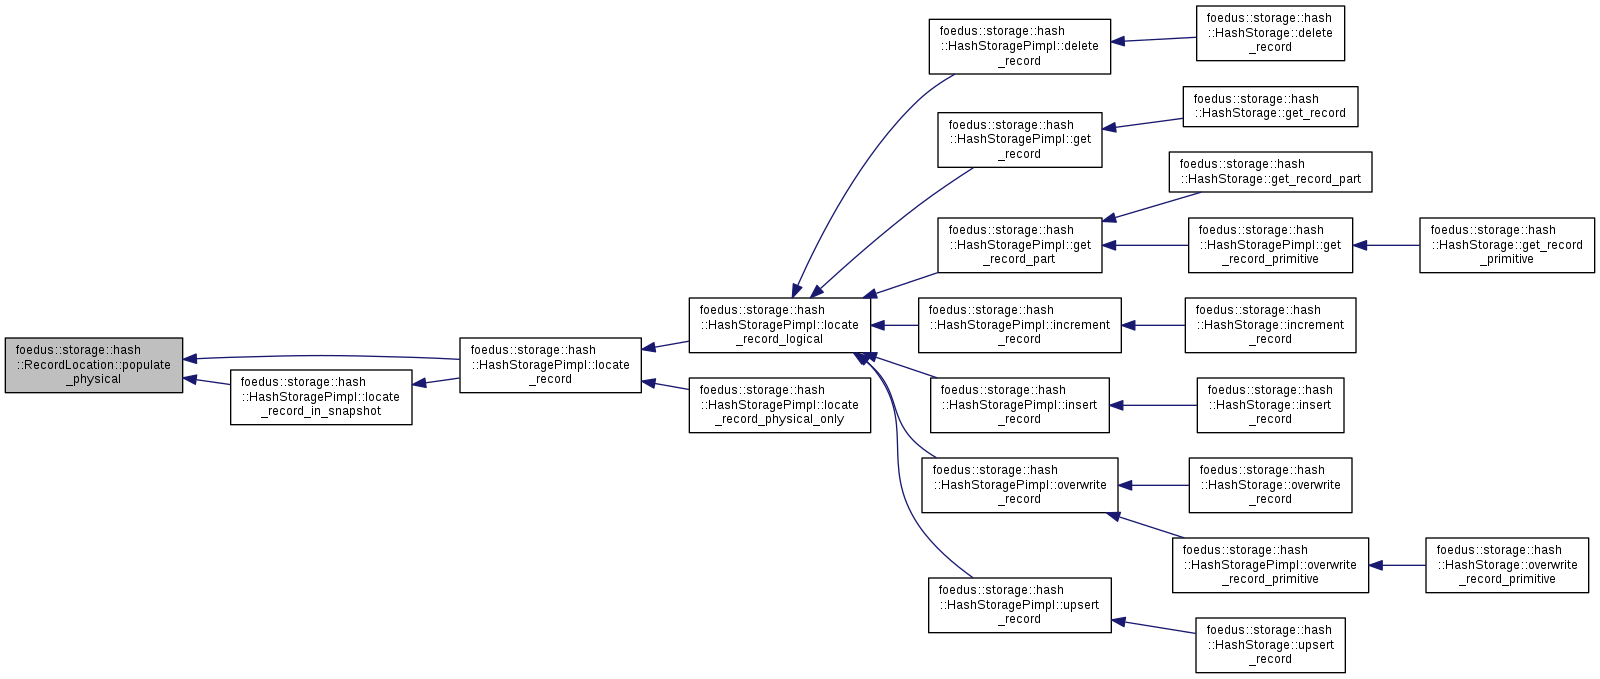 foedus::storage::hash
::RecordLocation::populate
_physical
foedus::storage::hash
::HashStoragePimpl::locate
_record_in_snapshot
foedus::storage::hash
::HashStoragePimpl::locate
_record
foedus::storage::hash
::HashStoragePimpl::locate
_record_logical
foedus::storage::hash
::HashStoragePimpl::locate
_record_physical_only
foedus::storage::hash
::HashStoragePimpl::delete
_record
foedus::storage::hash
::HashStorage::delete
_record
foedus::storage::hash
::HashStoragePimpl::get
_record
foedus::storage::hash
::HashStorage::get_record
foedus::storage::hash
::HashStoragePimpl::get
_record_part
foedus::storage::hash
::HashStorage::get_record_part
foedus::storage::hash
::HashStoragePimpl::get
_record_primitive
foedus::storage::hash
::HashStorage::get_record
_primitive
foedus::storage::hash
::HashStoragePimpl::increment
_record
foedus::storage::hash
::HashStorage::increment
_record
foedus::storage::hash
::HashStoragePimpl::insert
_record
foedus::storage::hash
::HashStorage::insert
_record
foedus::storage::hash
::HashStoragePimpl::overwrite
_record
foedus::storage::hash
::HashStorage::overwrite
_record
foedus::storage::hash
::HashStoragePimpl::overwrite
_record_primitive
foedus::storage::hash
::HashStorage::overwrite
_record_primitive
foedus::storage::hash
::HashStoragePimpl::upsert
_record
foedus::storage::hash
::HashStorage::upsert
_record